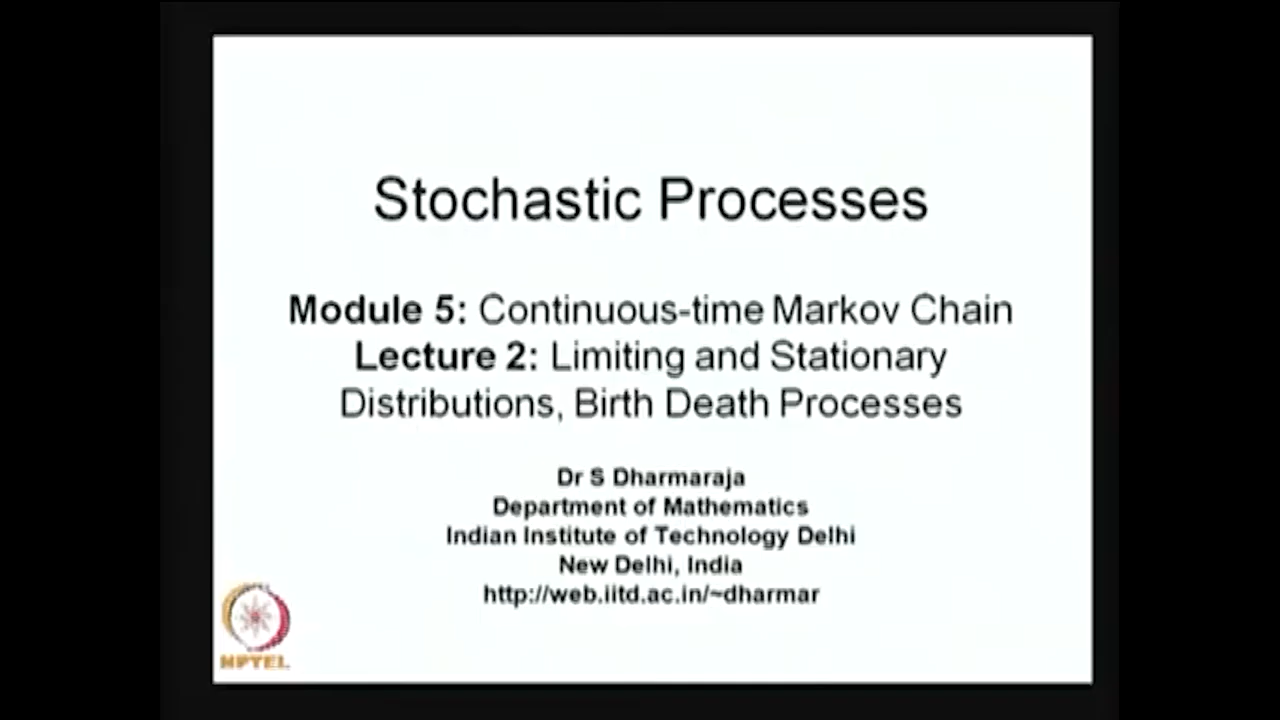 Stochastic Processes
Module 5: Continuous-time Markov Chain
Lecture 2: Limiting and Stationary
Distributions, Birth Death Processes
Dr S Dharmaraja
Department of Mathematics
Indian Institute of Technology Delhi
New Delhi, India
http://web.iitd.ac.in/~dharmar
NPTEL